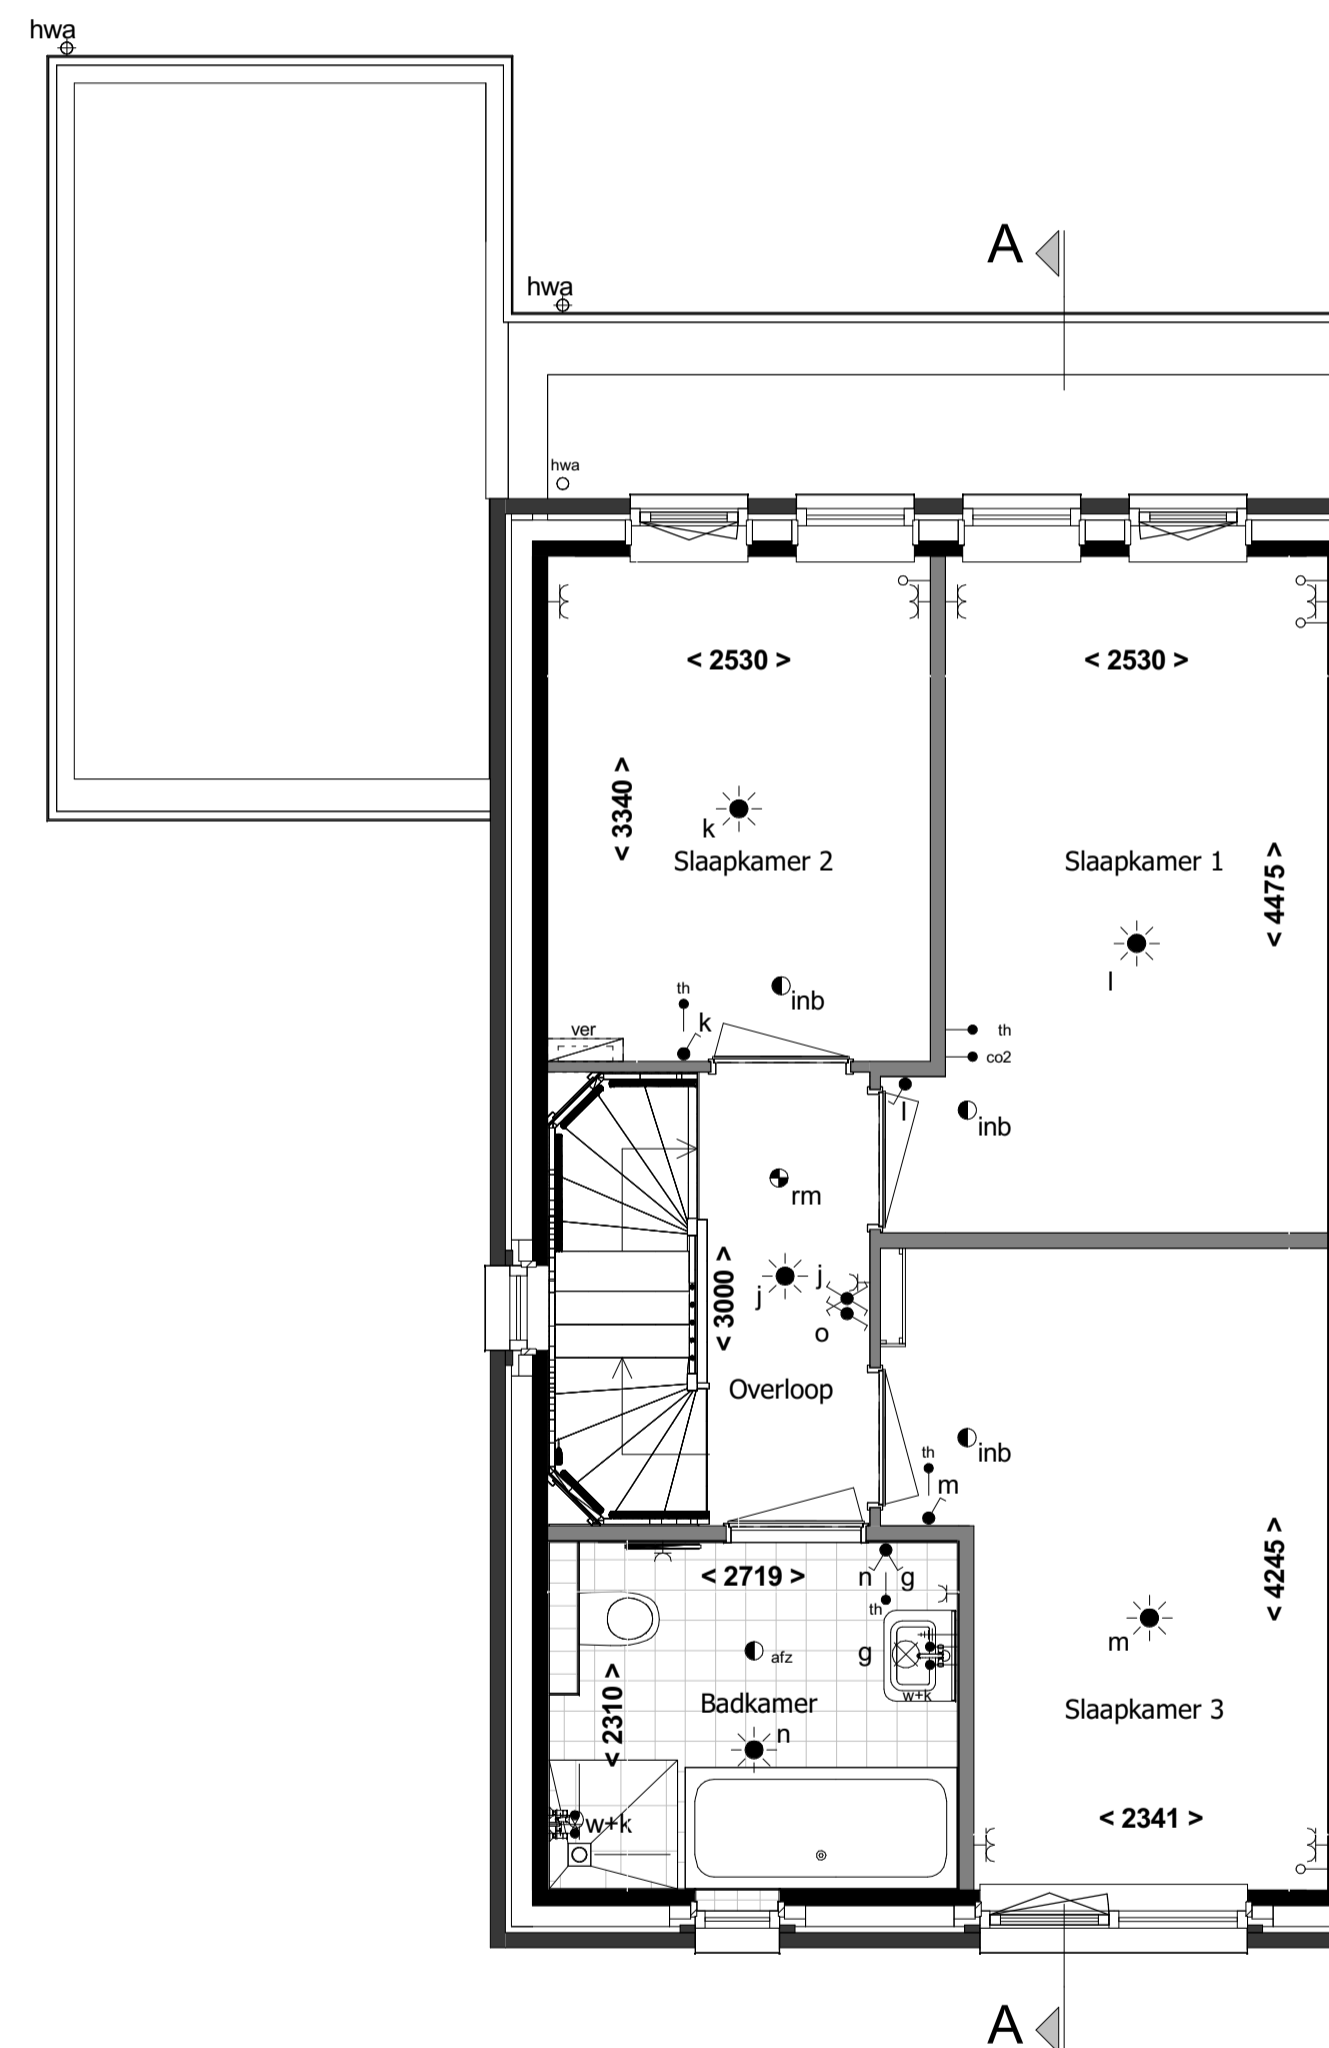 hwa
A
hwa
hwa
< 2530 >
< 2530 >
< 3340 >
k
Slaapkamer 2
Slaapkamer 1
< 4475 >
l
th
inb
k
ver
th
co2
l
inb
rm
< 3000 >
j
j
o
Overloop
inb
th
m
< 2719 >
n
g
th
< 4245 >
m
g
afz
w+k
Badkamer
Slaapkamer 3
< 2310 >
n
w+k
< 2341 >
A